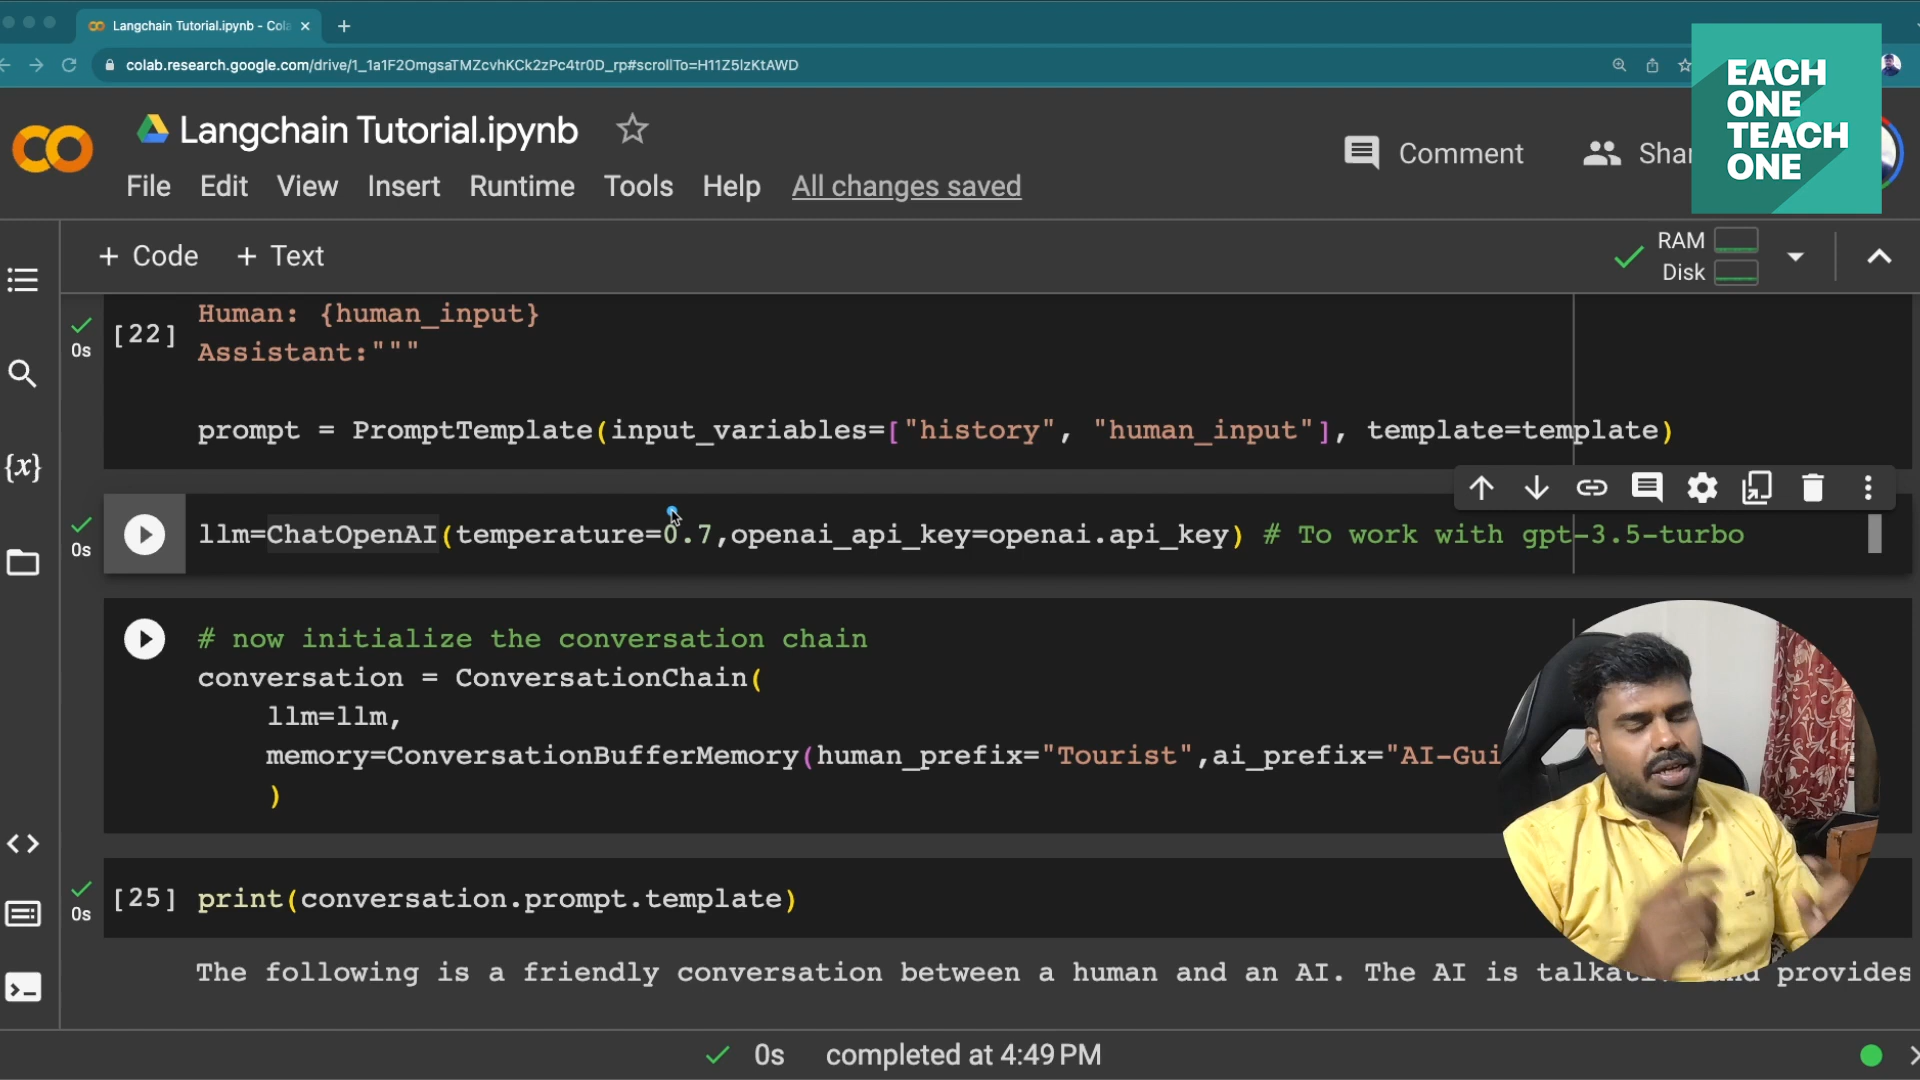 Langchain Tutorial.ipynb - Cola
colab.research.google.com/drive/1_1a1F2OmgsaTMZcvhKCk2zPc4tr0D_rp#scrollTo=H11Z5IzKtAWD
EACH
ONE
TEACH
ONE
Langchain Tutorial.ipynb
Comment
Shar
File Edit View Insert Runtime Tools Help All changes saved
+ Code + Text
RAM
Disk
Human: {human_input}
[22]
0s
Assistant:"""
prompt = PromptTemplate(input_variables=["history", "human_input"], template=template)
llm=ChatOpenAI(temperature=0.7,openai_api_key=openai.api_key) # To work with gpt-3.5-turbo
0s
# now initialize the conversation chain
conversation = ConversationChain(
llm=llm,
memory=ConversationBufferMemory(human_prefix="Tourist",ai_prefix="AI-Gui
)
[25] print(conversation.prompt.template)
0s
The following is a friendly conversation between a human and an AI. The AI is provides
{x}
0s completed at 4:49 PM